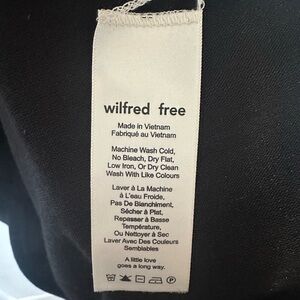 wilfred free
Made in Vietnam
Fabriqué au Vietnam
Machine Wash Cold,
No Bleach, Dry Flat,
Low Iron, Or Dry Clean
Wash With Like Colours
Laver à La Machine
à L'eau Froide,
Pas De Blanchiment,
Sécher à Plat,
Repasser à Basse
Température,
Ou Nettoyer à Sec
Laver Avec Des Couleurs
Semblables
A little love
goes a long way.